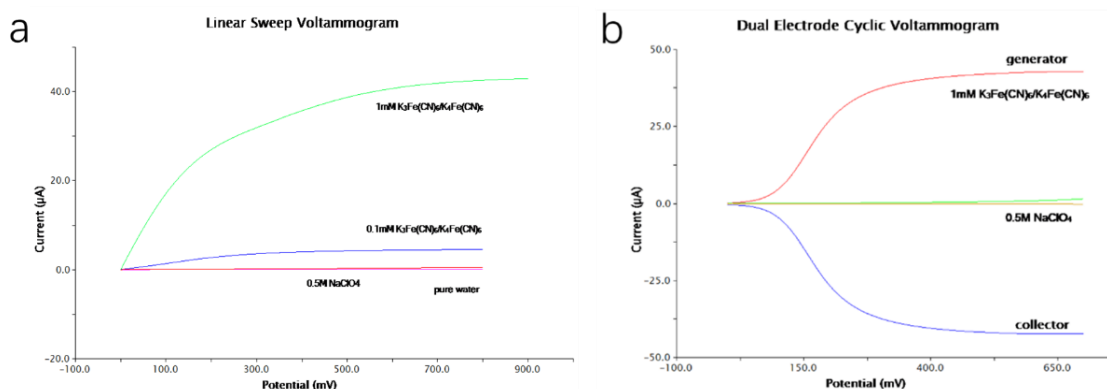 a
Linear Sweep Voltammogram
40.0
20.0
0.0
−20.0
Current (µA)
1mM K₃Fe(CN)₆/K₄Fe(CN)₆
0.1mM K₃Fe(CN)₆/K₄Fe(CN)₆
0.5M NaClO4
pure water
−100.0 100.0 300.0 500.0 700.0 900.0
Potential (mV)
b
Dual Electrode Cyclic Voltammogram
50.0
25.0
0.0
−25.0
−50.0
Current (µA)
generator
1mM K₃Fe(CN)₆/K₄Fe(CN)₆
0.5M NaClO₄
collector
−100.0 150.0 400.0 650.0
Potential (mV)